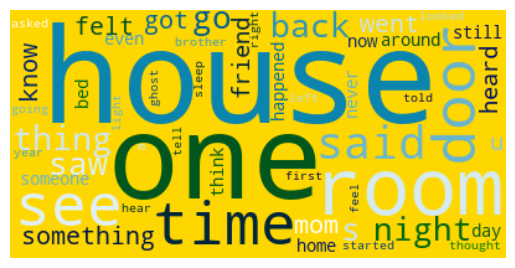 asked
felt
got
go
back
went
locked
right
still
know
even
brother
friend
now
around
heard
house
door
bed
ghost
sleep
happened
never
told
going
light
left
thing
one
said
u
year
saw
m
tell
think
room
someone
first
see
hear
time
feel
something
mom
s
night
day
home
started
thought